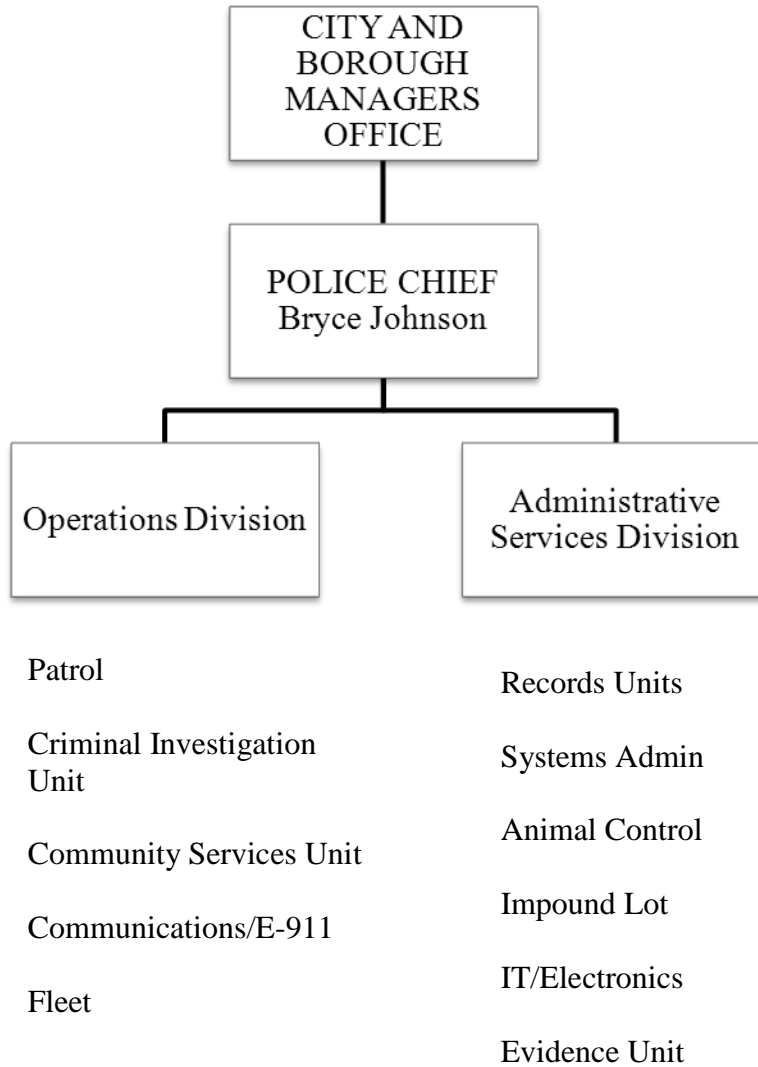 CITY AND
BOROUGH
MANAGERS
OFFICE
POLICE CHIEF
Bryce Johnson
Operations Division
Administrative
Services Division
Patrol
Criminal Investigation
Unit
Community Services Unit
Communications/E-911
Fleet
Records Units
Systems Admin
Animal Control
Impound Lot
IT/Electronics
Evidence Unit